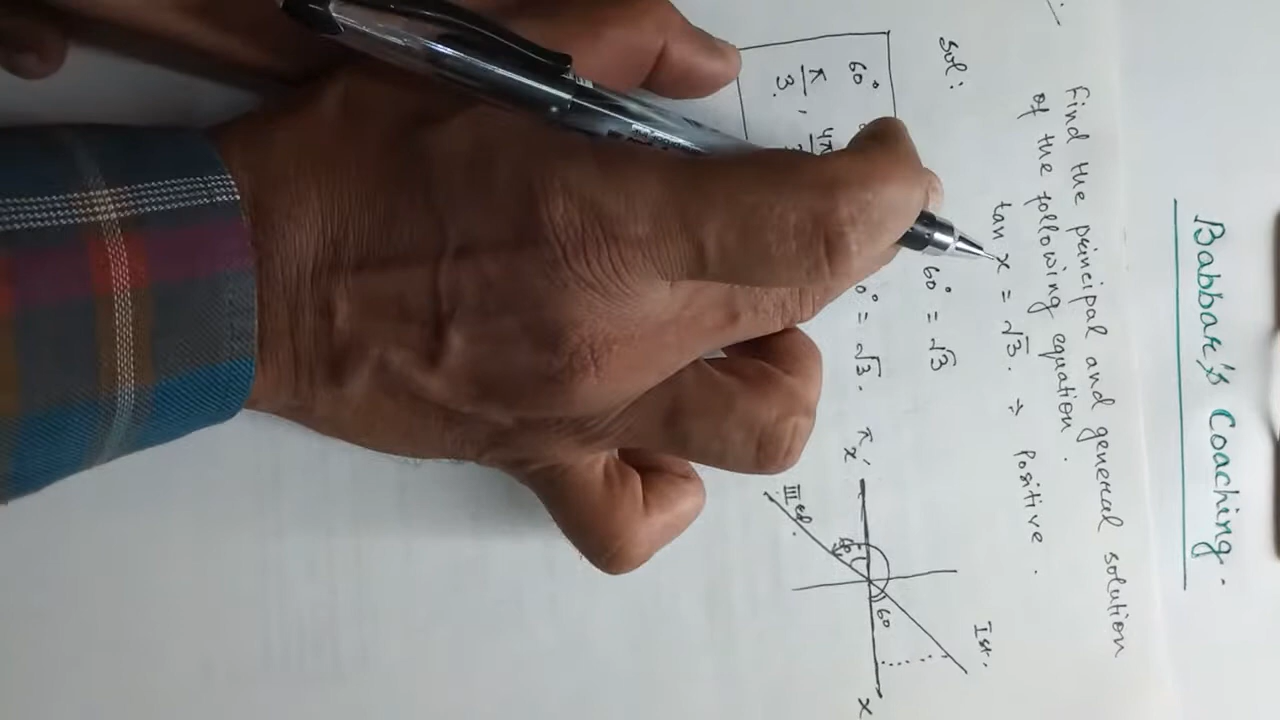 Babbar's Coaching.
Find the principal and general solution
of the following equation.
tan x = √3. ⇒ Positive.
Sol:
60° = √3
60°
0° = √3.
π/3, 4π
Ist.
60
x
π x'
IIIrd.